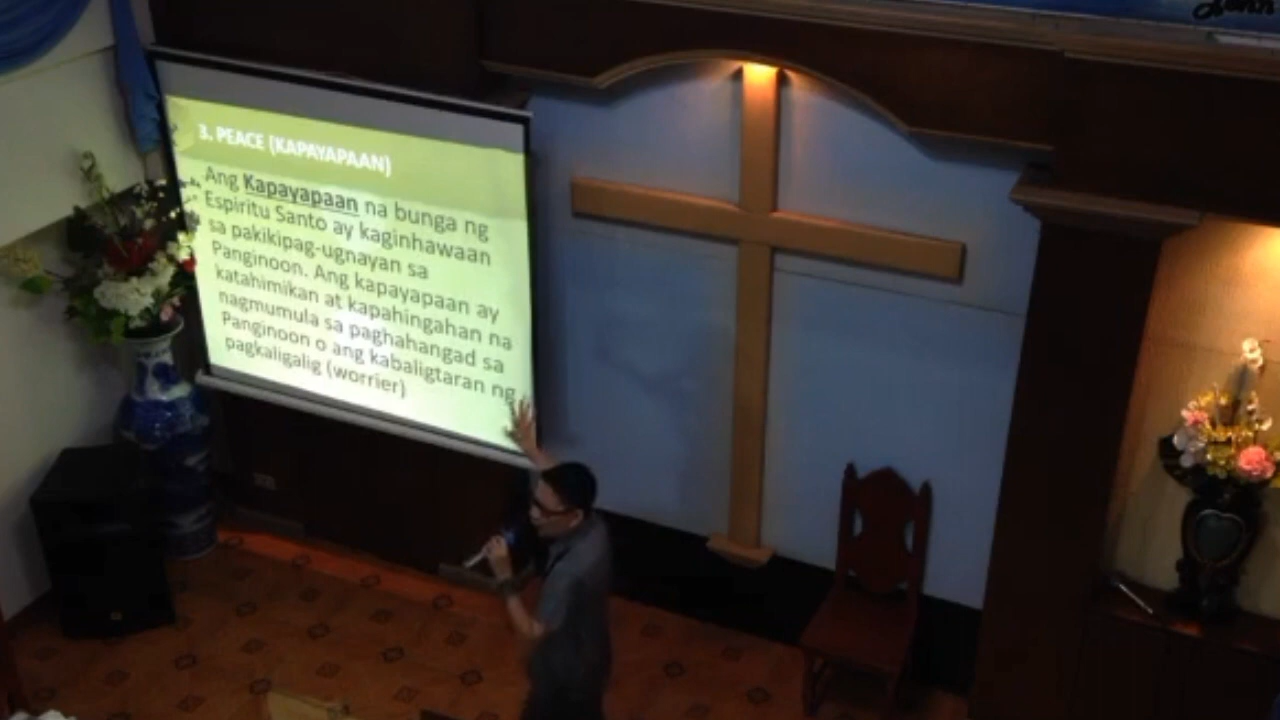 3. PEACE (KAPAYAPAAN)
Ang Kapayapaan na bunga ng
Espiritu Santo ay kaginhawaan
sa pakikipag-ugnayan sa
Panginoon. Ang kapayapaan ay
katahimikan at kapahingahan na
nagmumula sa paghahangad sa
Panginoon o ang kabaligtaran ng
pagkaligalig (worrier)